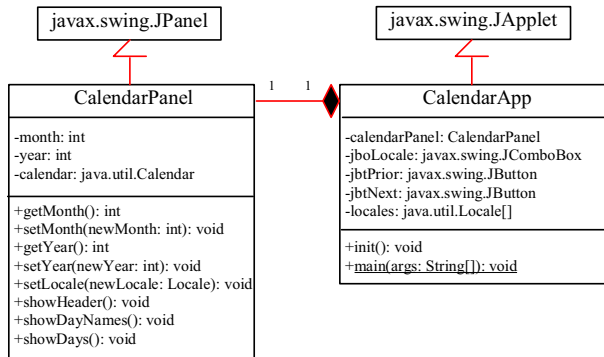 javax.swing.JPanel
javax.swing.JApplet
CalendarPanel
-month: int
-year: int
-calendar: java.util.Calendar
+getMonth(): int
+setMonth(newMonth: int): void
+getYear(): int
+setYear(newYear: int): void
+setLocale(newLocale: Locale): void
+showHeader(): void
+showDayNames(): void
+showDays(): void
1 1
CalendarApp
-calendarPanel: CalendarPanel
-jboLocale: javax.swing.JComboBox
-jbtPrior: javax.swing.JButton
-jbtNext: javax.swing.JButton
-locales: java.util.Locale[]
+init(): void
+main(args: String[]): void